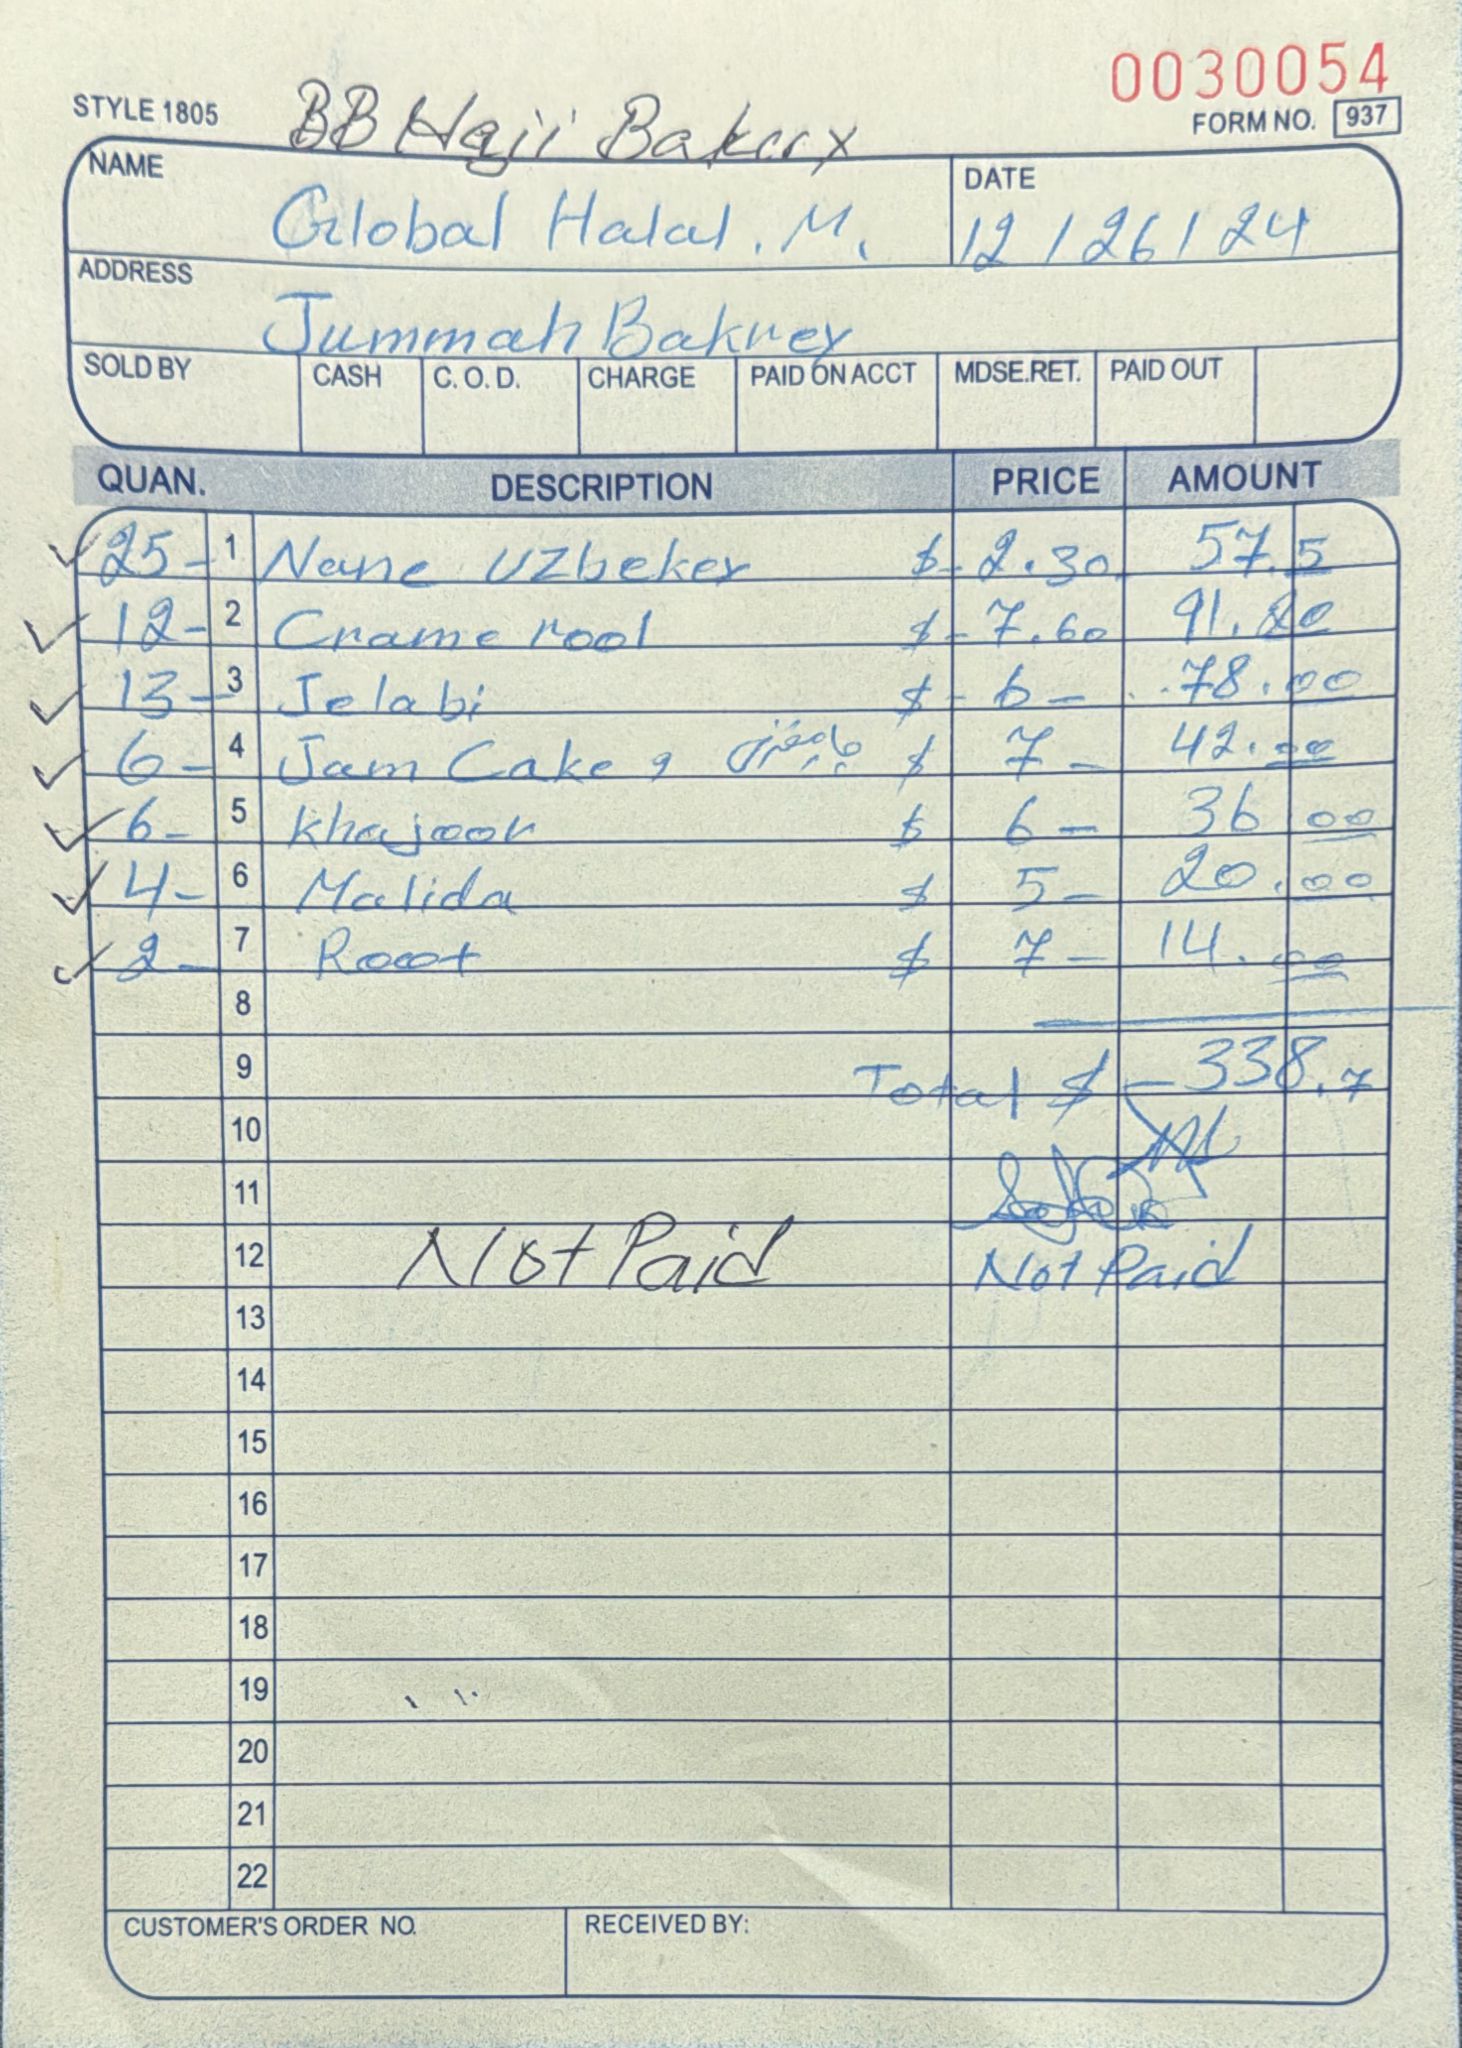 0030054
STYLE 1805 BB Haji Bakery
FORM NO. 937
NAME Global Halal . M.
DATE 12/26/24
ADDRESS Jummah Bakrey
SOLD BY CASH C. O. D. CHARGE PAID ON ACCT MDSE.RET. PAID OUT
QUAN. DESCRIPTION PRICE AMOUNT
25- 1 Nane Uzbekey $- 2.30 57.5
12- 2 Crame rool $- 7.60 91.20
13- 3 Jelabi $- 6- 78.00
6- 4 Jam Cake $ 7- 42.00
6- 5 khajoor $ 6- 36 00
4- 6 Malida $ 5- 20.00
2- 7 Root $ 7- 14.00
8
9 Total $ - 338.7
10
11
12 Not Paid Not Paid
13
14
15
16
17
18
19
20
21
22
CUSTOMER'S ORDER NO. RECEIVED BY: